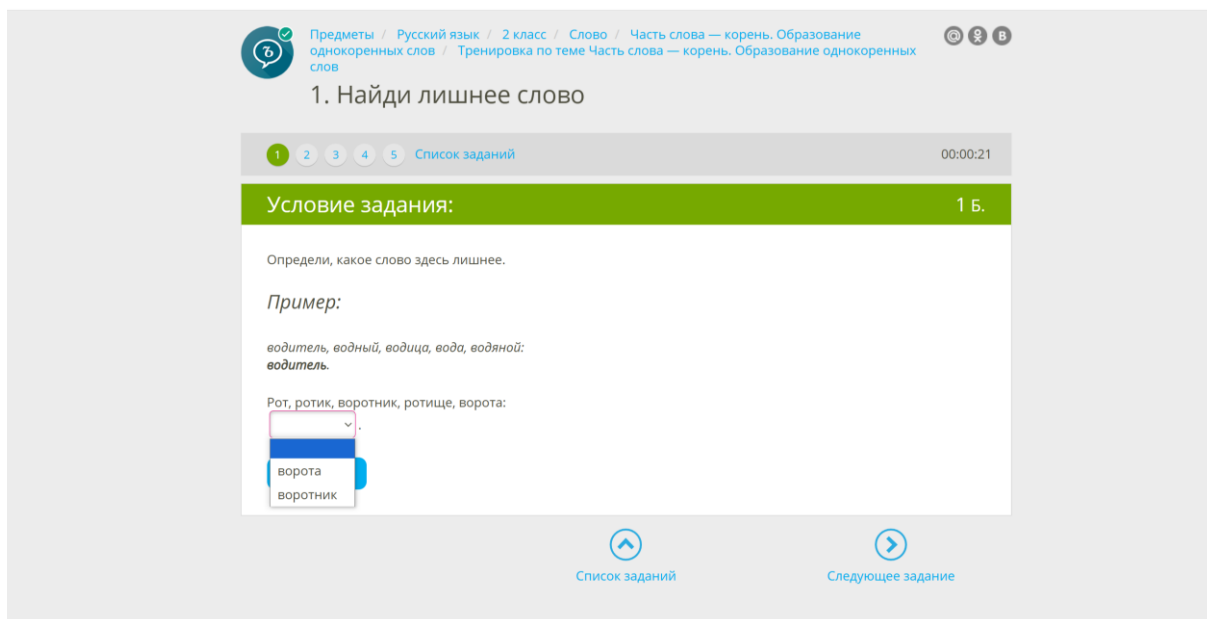 Предметы / Русский язык / 2 класс / Слово / Часть слова — корень. Образование
однокоренных слов / Тренировка по теме Часть слова — корень. Образование однокоренных
слов
1. Найди лишнее слово
1 2 3 4 5 Список заданий 00:00:21
Условие задания: 1 Б.
Определи, какое слово здесь лишнее.
Пример:
водитель, водный, водица, вода, водяной:
водитель.
Рот, ротик, воротник, ротище, ворота:
.
ворота
воротник
Список заданий Следующее задание